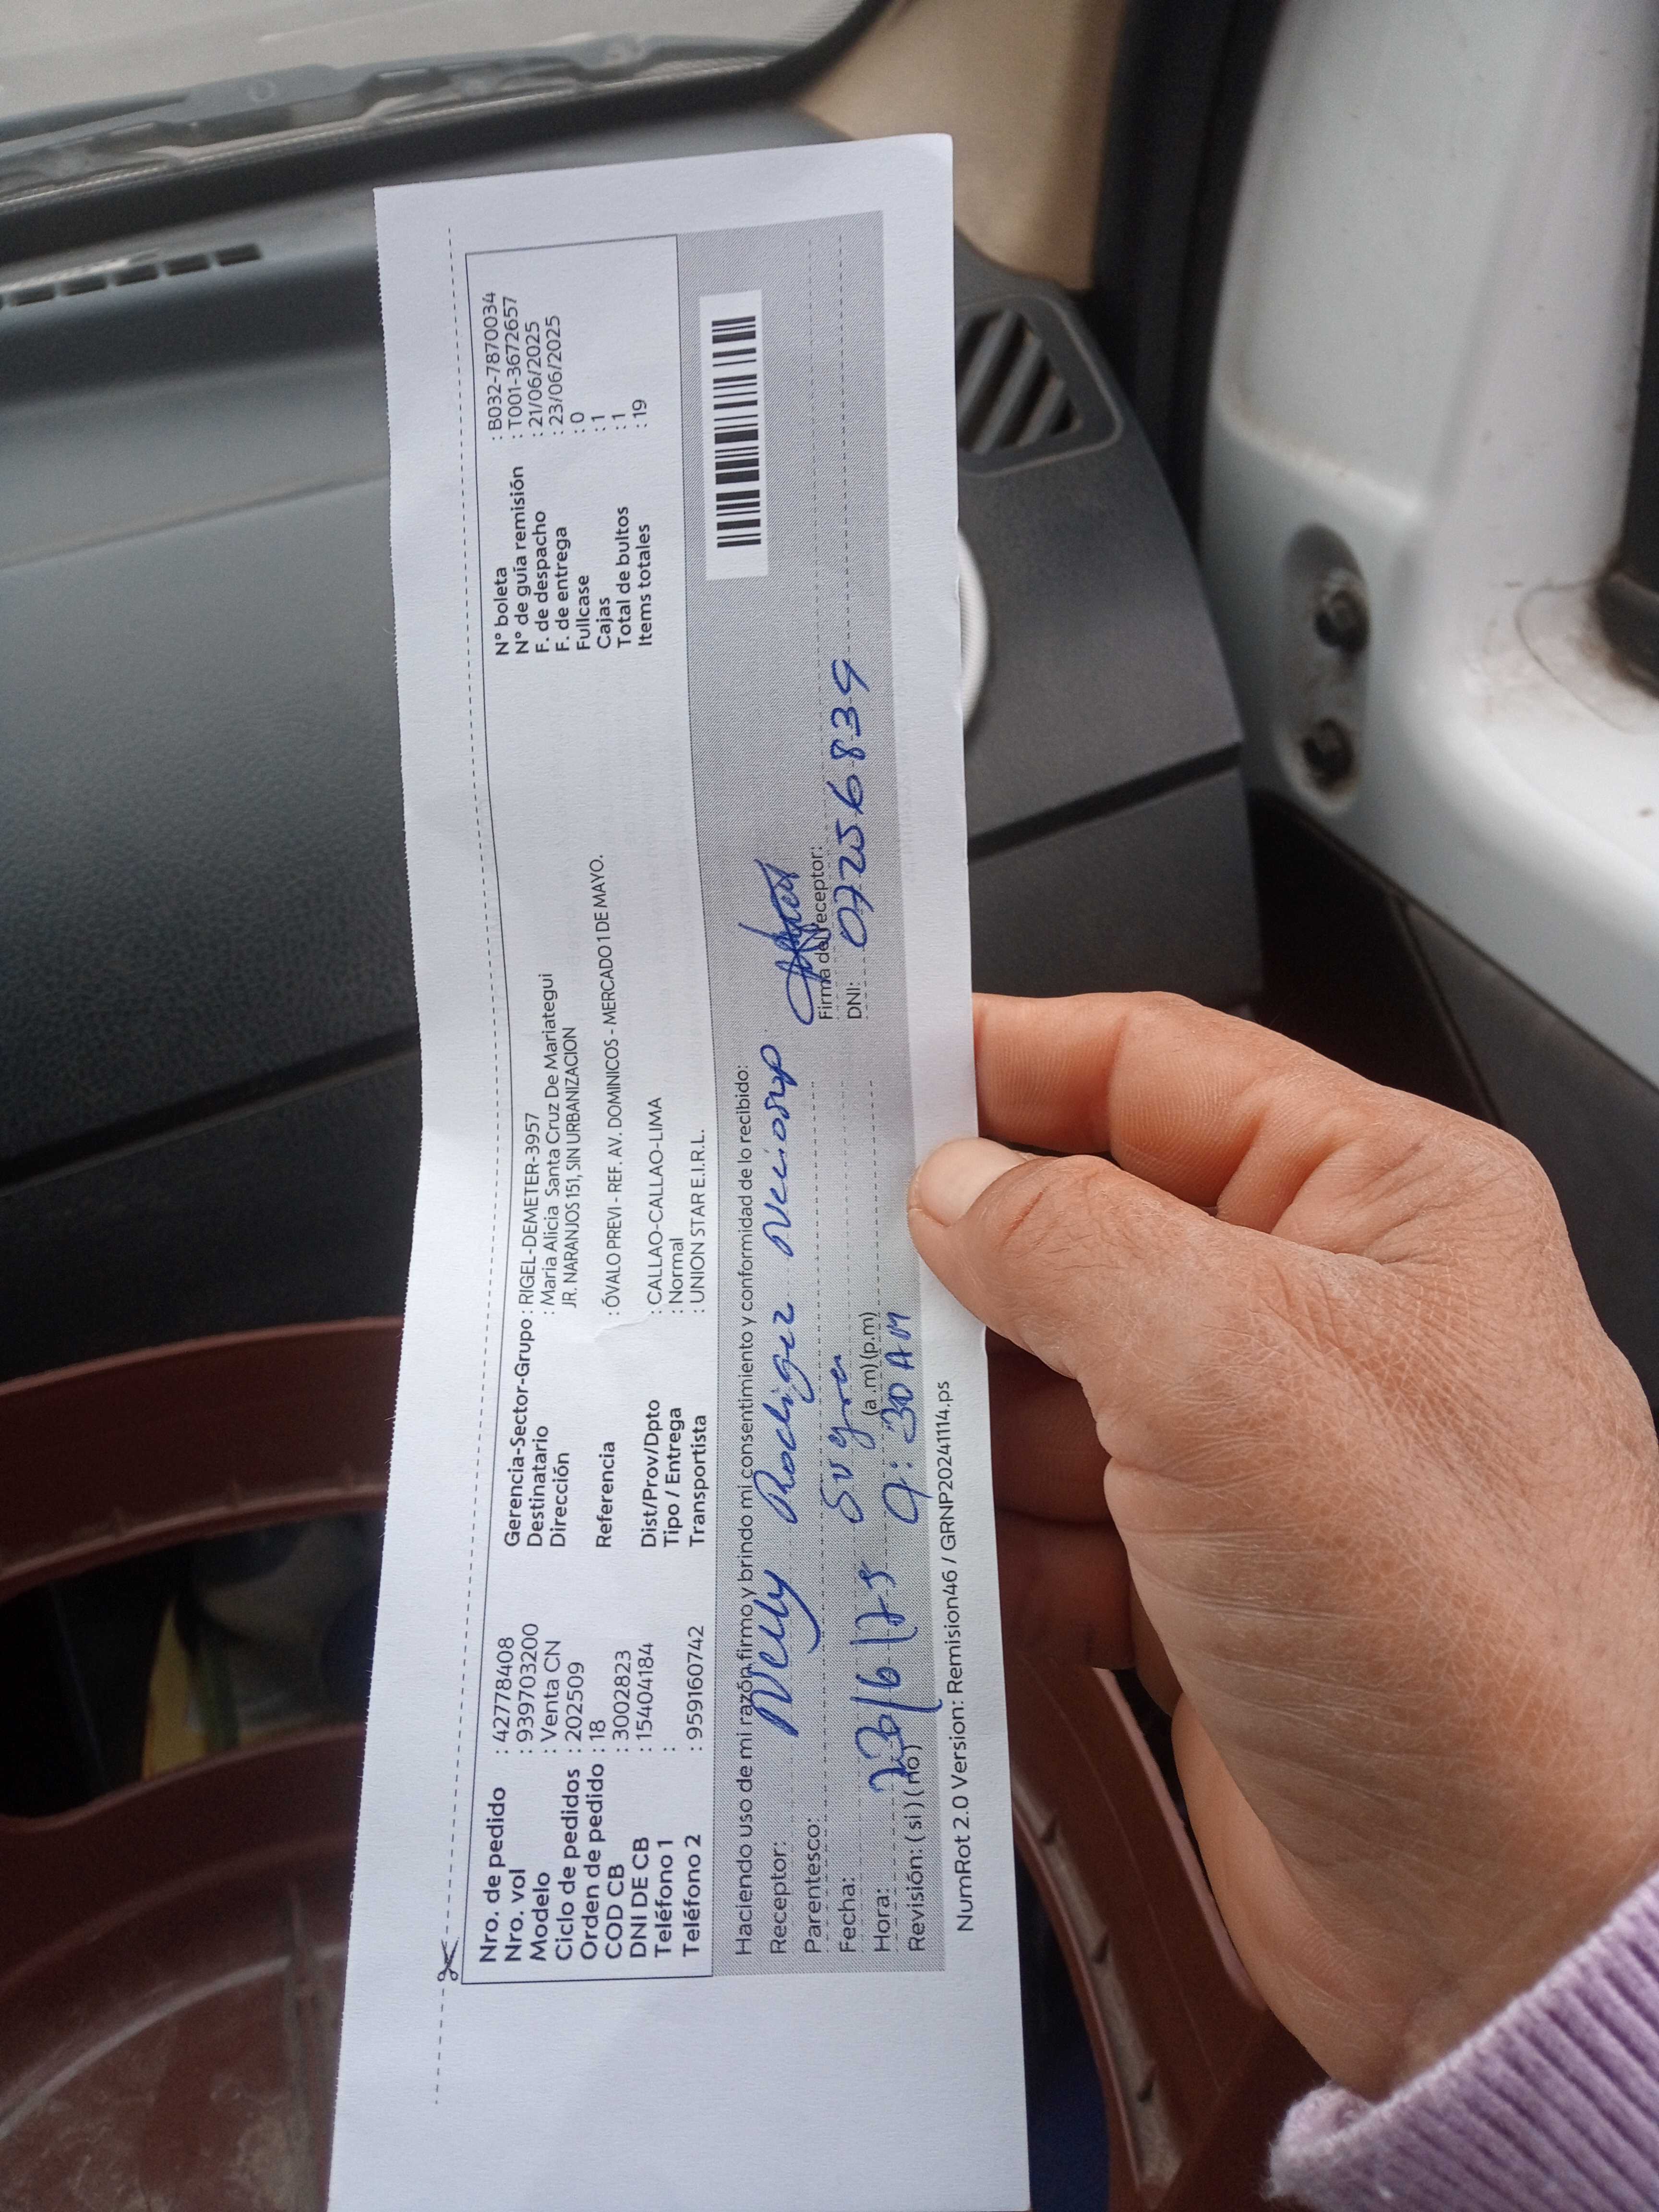 Nro. de pedido : 42778408
Nro. vol : 939703200
Modelo : Venta CN
Ciclo de pedidos : 202509
Orden de pedido : 18
COD CB : 3002823
DNI DE CB : 15404184
Teléfono 1 :
Teléfono 2 : 959160742
Gerencia-Sector-Grupo : RIGEL-DEMETER-3957
Destinatario : Maria Alicia Santa Cruz De Mariategui
Dirección JR. NARANJOS 151, SIN URBANIZACION
Referencia : ÓVALO PREVI - REF. AV. DOMINICOS - MERCADO 1 DE MAYO.
Dist/Prov/Dpto : CALLAO-CALLAO-LIMA
Tipo / Entrega : Normal
Transportista : UNION STAR E.I.R.L.
N° boleta : B032-7870034
N° de guía remisión : T001-3672657
F. de despacho : 21/06/2025
F. de entrega : 23/06/2025
Fullcase : 0
Cajas : 1
Total de bultos : 1
Items totales : 19
Haciendo uso de mi razón firmo y brindo mi consentimiento y conformidad de lo recibido:
Receptor: Nelly
Parentesco: Suegra
Fecha: 23/6/
Hora: 9:30 AM (a.m) (p.m)
Revisión: ( si ) ( no )
Firma del receptor:
DNI: 07256839
NumRot 2.0 Version: Remision46 / GRNP20241114.ps